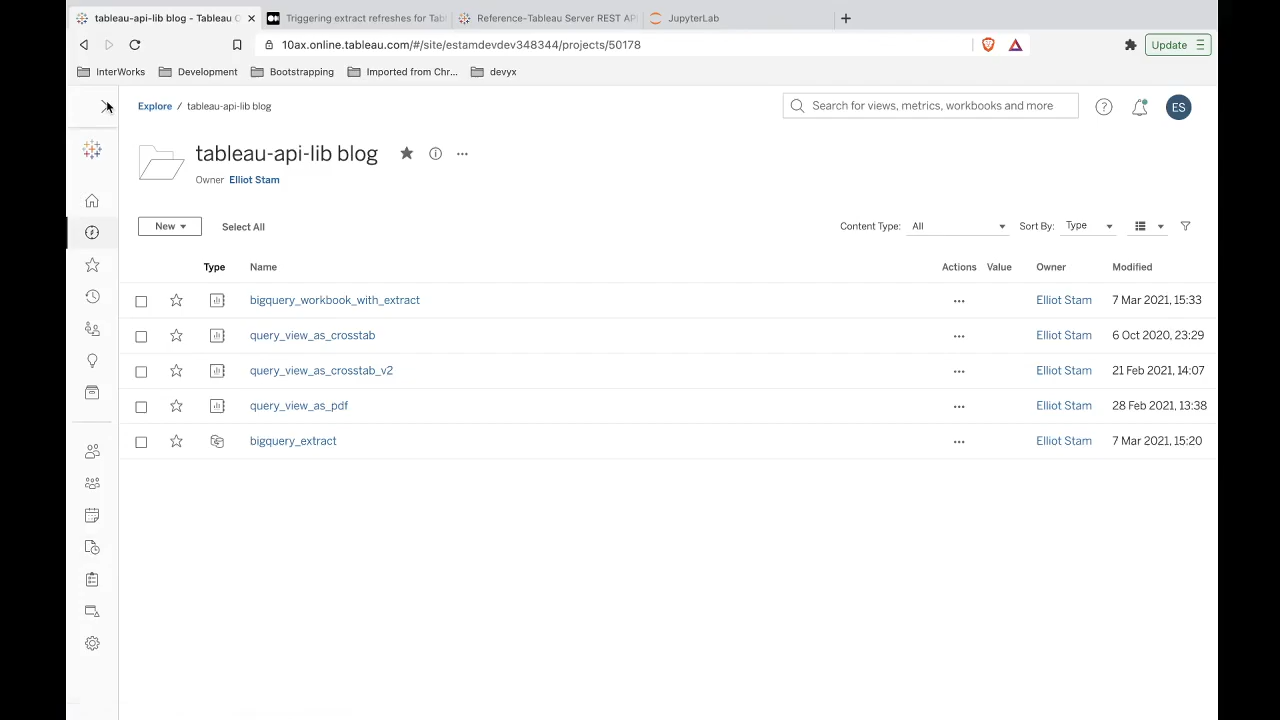 tableau-api-lib blog - Tableau C
Triggering extract refreshes for Tab
Reference-Tableau Server REST API
JupyterLab
10ax.online.tableau.com/#/site/estamdevdev348344/projects/50178
Update
InterWorks
Development
Bootstrapping
Imported from Chr...
devyx
Explore / tableau-api-lib blog
Search for views, metrics, workbooks and more
ES
tableau-api-lib blog
Owner Elliot Stam
New
Select All
Content Type: All
Sort By: Type
Type Name Actions Value Owner Modified
bigquery_workbook_with_extract Elliot Stam 7 Mar 2021, 15:33
query_view_as_crosstab Elliot Stam 6 Oct 2020, 23:29
query_view_as_crosstab_v2 Elliot Stam 21 Feb 2021, 14:07
query_view_as_pdf Elliot Stam 28 Feb 2021, 13:38
bigquery_extract Elliot Stam 7 Mar 2021, 15:20